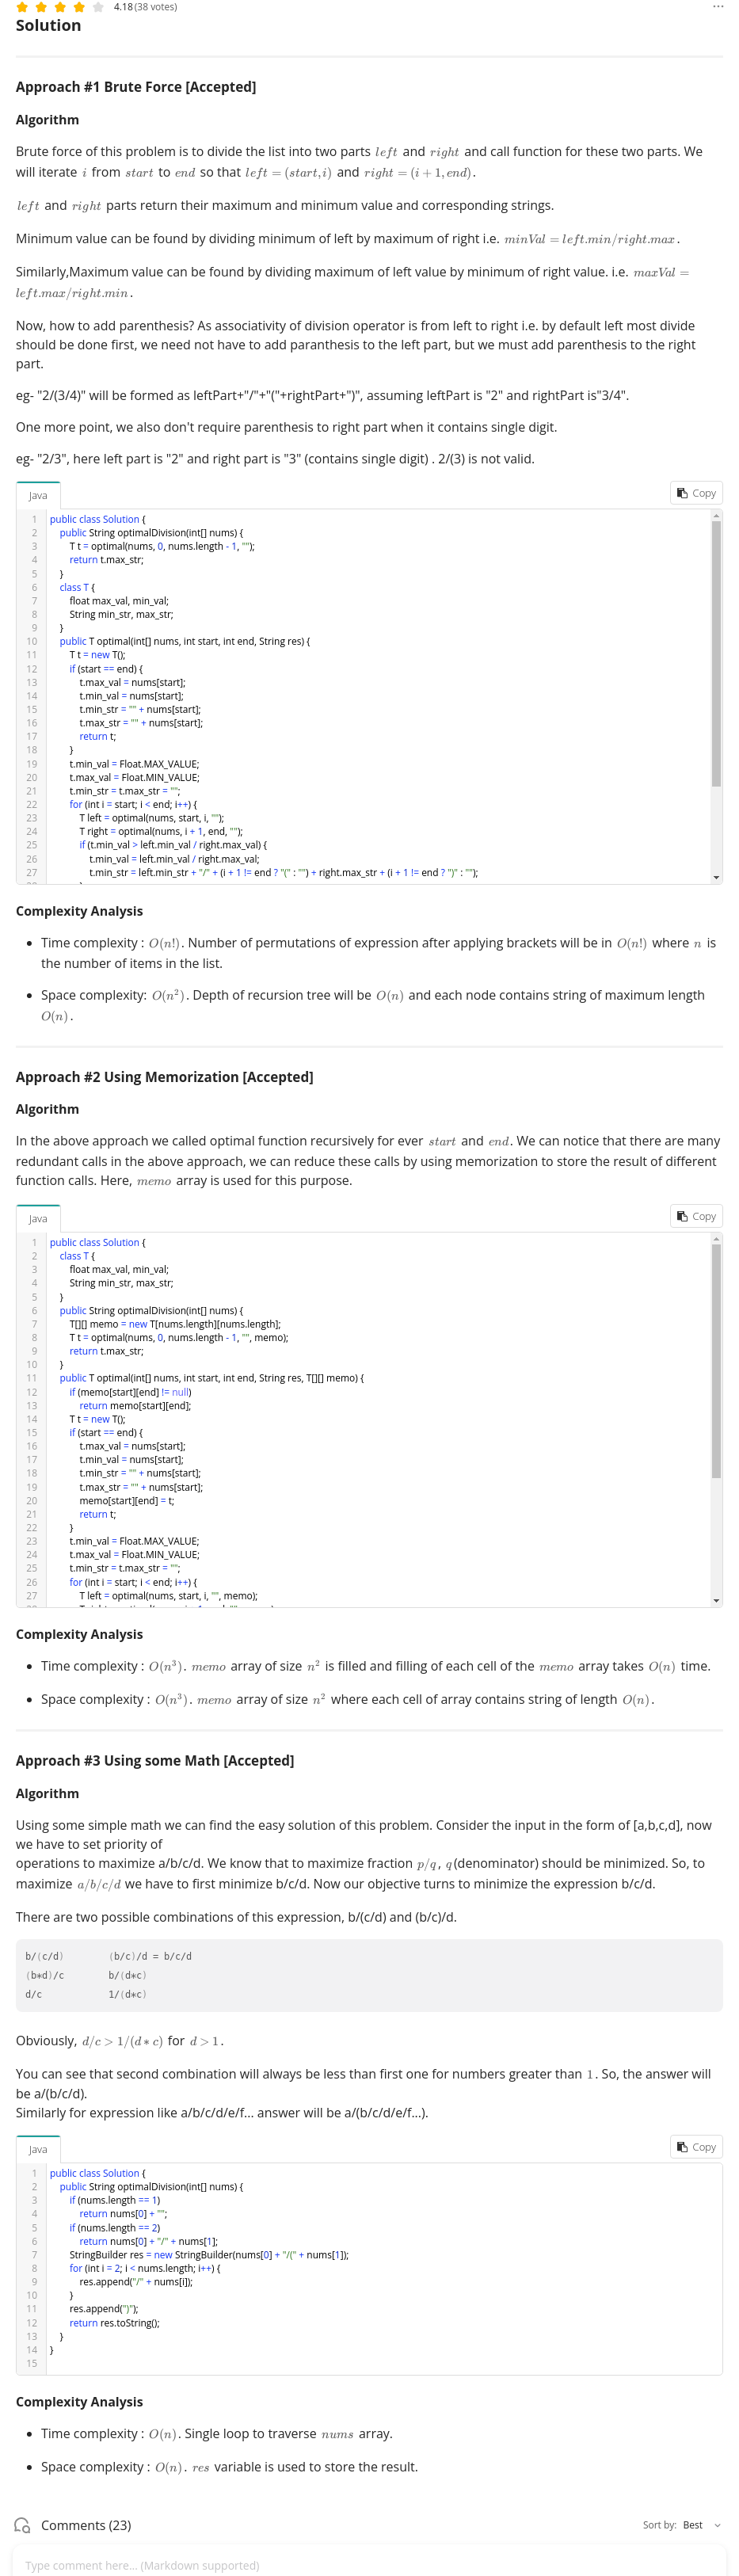 4.18 (38 votes)
...
Solution
Approach #1 Brute Force [Accepted]
Algorithm
Brute force of this problem is to divide the list into two parts left and right and call function for these two parts. We
will iterate i from start to end so that left = (start, i) and right = (i + 1, end).
left and right parts return their maximum and minimum value and corresponding strings.
Minimum value can be found by dividing minimum of left by maximum of right i.e. minVal = left.min/right.max.
Similarly,Maximum value can be found by dividing maximum of left value by minimum of right value. i.e. maxVal =
left.max/right.min.
Now, how to add parenthesis? As associativity of division operator is from left to right i.e. by default left most divide
should be done first, we need not have to add paranthesis to the left part, but we must add parenthesis to the right
part.
eg- "2/(3/4)" will be formed as leftPart+"/"+"("+rightPart+")", assuming leftPart is "2" and rightPart is"3/4".
One more point, we also don't require parenthesis to right part when it contains single digit.
eg- "2/3", here left part is "2" and right part is "3" (contains single digit) . 2/(3) is not valid.
Java
Copy
1 public class Solution {
2 public String optimalDivision(int[] nums) {
3 T t = optimal(nums, 0, nums.length - 1, "");
4 return t.max_str;
5 }
6 class T {
7 float max_val, min_val;
8 String min_str, max_str;
9 }
10 public T optimal(int[] nums, int start, int end, String res) {
11 T t = new T();
12 if (start == end) {
13 t.max_val = nums[start];
14 t.min_val = nums[start];
15 t.min_str = "" + nums[start];
16 t.max_str = "" + nums[start];
17 return t;
18 }
19 t.min_val = Float.MAX_VALUE;
20 t.max_val = Float.MIN_VALUE;
21 t.min_str = t.max_str = "";
22 for (int i = start; i < end; i++) {
23 T left = optimal(nums, start, i, "");
24 T right = optimal(nums, i + 1, end, "");
25 if (t.min_val > left.min_val / right.max_val) {
26 t.min_val = left.min_val / right.max_val;
27 t.min_str = left.min_str + "/" + (i + 1 != end ? "(" : "") + right.max_str + (i + 1 != end ? ")" : "");
Complexity Analysis
• Time complexity : O(n!). Number of permutations of expression after applying brackets will be in O(n!) where n is
the number of items in the list.
• Space complexity: O(n²). Depth of recursion tree will be O(n) and each node contains string of maximum length
O(n).
Approach #2 Using Memorization [Accepted]
Algorithm
In the above approach we called optimal function recursively for ever start and end. We can notice that there are many
redundant calls in the above approach, we can reduce these calls by using memorization to store the result of different
function calls. Here, memo array is used for this purpose.
Java
Copy
1 public class Solution {
2 class T {
3 float max_val, min_val;
4 String min_str, max_str;
5 }
6 public String optimalDivision(int[] nums) {
7 T[][] memo = new T[nums.length][nums.length];
8 T t = optimal(nums, 0, nums.length - 1, "", memo);
9 return t.max_str;
10 }
11 public T optimal(int[] nums, int start, int end, String res, T[][] memo) {
12 if (memo[start][end] != null)
13 return memo[start][end];
14 T t = new T();
15 if (start == end) {
16 t.max_val = nums[start];
17 t.min_val = nums[start];
18 t.min_str = "" + nums[start];
19 t.max_str = "" + nums[start];
20 memo[start][end] = t;
21 return t;
22 }
23 t.min_val = Float.MAX_VALUE;
24 t.max_val = Float.MIN_VALUE;
25 t.min_str = t.max_str = "";
26 for (int i = start; i < end; i++) {
27 T left = optimal(nums, start, i, "", memo);
Complexity Analysis
• Time complexity : O(n³). memo array of size n² is filled and filling of each cell of the memo array takes O(n) time.
• Space complexity : O(n³). memo array of size n² where each cell of array contains string of length O(n).
Approach #3 Using some Math [Accepted]
Algorithm
Using some simple math we can find the easy solution of this problem. Consider the input in the form of [a,b,c,d], now
we have to set priority of
operations to maximize a/b/c/d. We know that to maximize fraction p/q, q(denominator) should be minimized. So, to
maximize a/b/c/d we have to first minimize b/c/d. Now our objective turns to minimize the expression b/c/d.
There are two possible combinations of this expression, b/(c/d) and (b/c)/d.
b/(c/d) (b/c)/d = b/c/d
(b*d)/c b/(d*c)
d/c 1/(d*c)
Obviously, d/c > 1/(d * c) for d > 1.
You can see that second combination will always be less than first one for numbers greater than 1. So, the answer will
be a/(b/c/d).
Similarly for expression like a/b/c/d/e/f... answer will be a/(b/c/d/e/f...).
Java
Copy
1 public class Solution {
2 public String optimalDivision(int[] nums) {
3 if (nums.length == 1)
4 return nums[0] + "";
5 if (nums.length == 2)
6 return nums[0] + "/" + nums[1];
7 StringBuilder res = new StringBuilder(nums[0] + "/(" + nums[1]);
8 for (int i = 2; i < nums.length; i++) {
9 res.append("/" + nums[i]);
10 }
11 res.append(")");
12 return res.toString();
13 }
14 }
15
Complexity Analysis
• Time complexity : O(n). Single loop to traverse nums array.
• Space complexity : O(n). res variable is used to store the result.
Comments (23)
Sort by: Best
Type comment here... (Markdown supported)